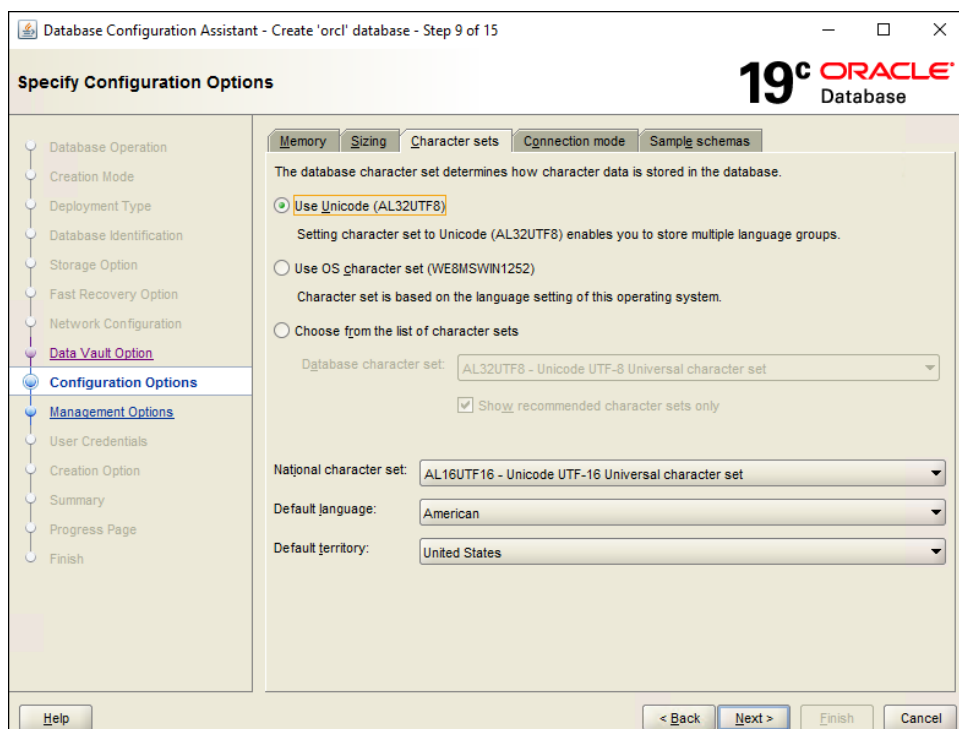 Database Configuration Assistant - Create 'orcl' database - Step 9 of 15
Specify Configuration Options
19c ORACLE
Database
Database Operation
Creation Mode
Deployment Type
Database Identification
Storage Option
Fast Recovery Option
Network Configuration
Data Vault Option
Configuration Options
Management Options
User Credentials
Creation Option
Summary
Progress Page
Finish
Memory Sizing Character sets Connection mode Sample schemas
The database character set determines how character data is stored in the database.
Use Unicode (AL32UTF8)
Setting character set to Unicode (AL32UTF8) enables you to store multiple language groups.
Use OS character set (WE8MSWIN1252)
Character set is based on the language setting of this operating system.
Choose from the list of character sets
Database character set: AL32UTF8 - Unicode UTF-8 Universal character set
Show recommended character sets only
National character set: AL16UTF16 - Unicode UTF-16 Universal character set
Default language: American
Default territory: United States
Help < Back Next > Finish Cancel